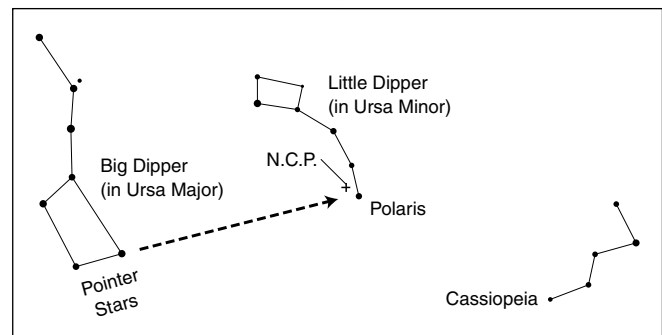 Little Dipper
(in Ursa Minor)
N.C.P.
Big Dipper
(in Ursa Major)
Polaris
Pointer
Stars
Cassiopeia